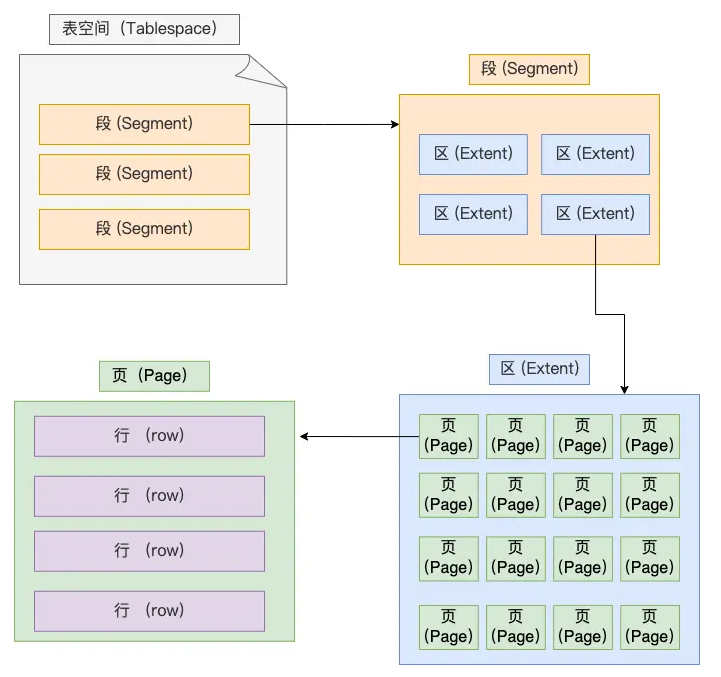 表空间（Tablespace）
段 (Segment)
段 (Segment)
段 (Segment)
段 (Segment)
区 (Extent)
区 (Extent)
区 (Extent)
区 (Extent)
区 (Extent)
页
(Page)
页
(Page)
页
(Page)
页
(Page)
页
(Page)
页
(Page)
页
(Page)
页
(Page)
页
(Page)
页
(Page)
页
(Page)
页
(Page)
页
(Page)
页
(Page)
页
(Page)
页
(Page)
页（Page）
行 （row）
行 （row）
行 （row）
行 （row）